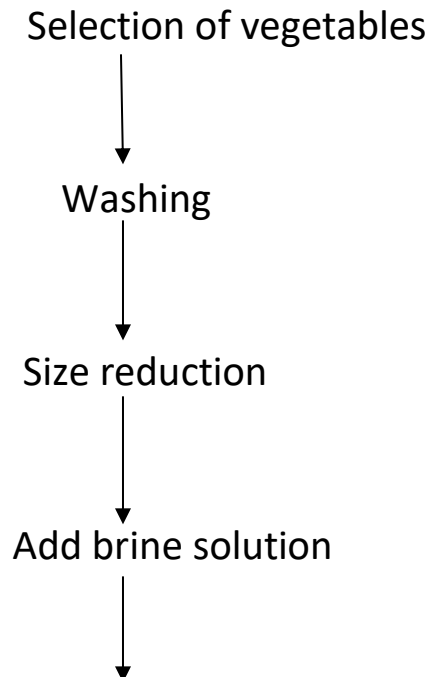 Selection of vegetables
Washing
Size reduction
Add brine solution